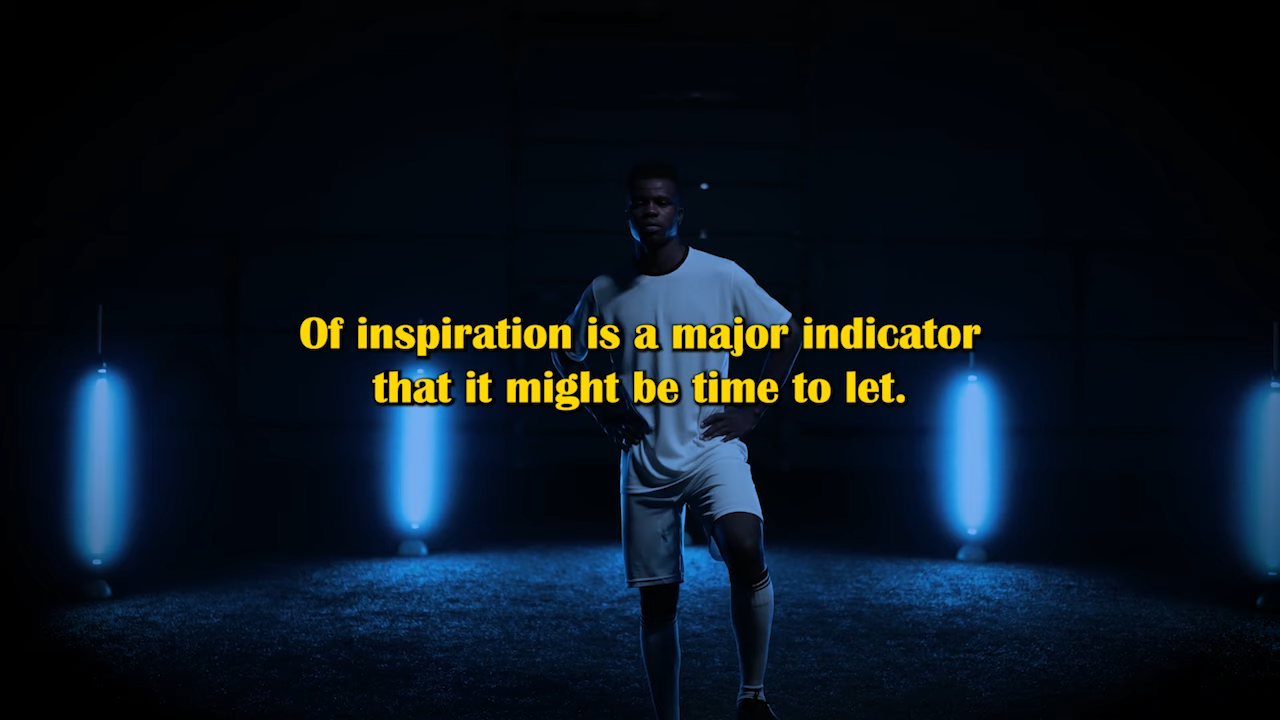 Of inspiration is a major indicator
that it might be time to let.